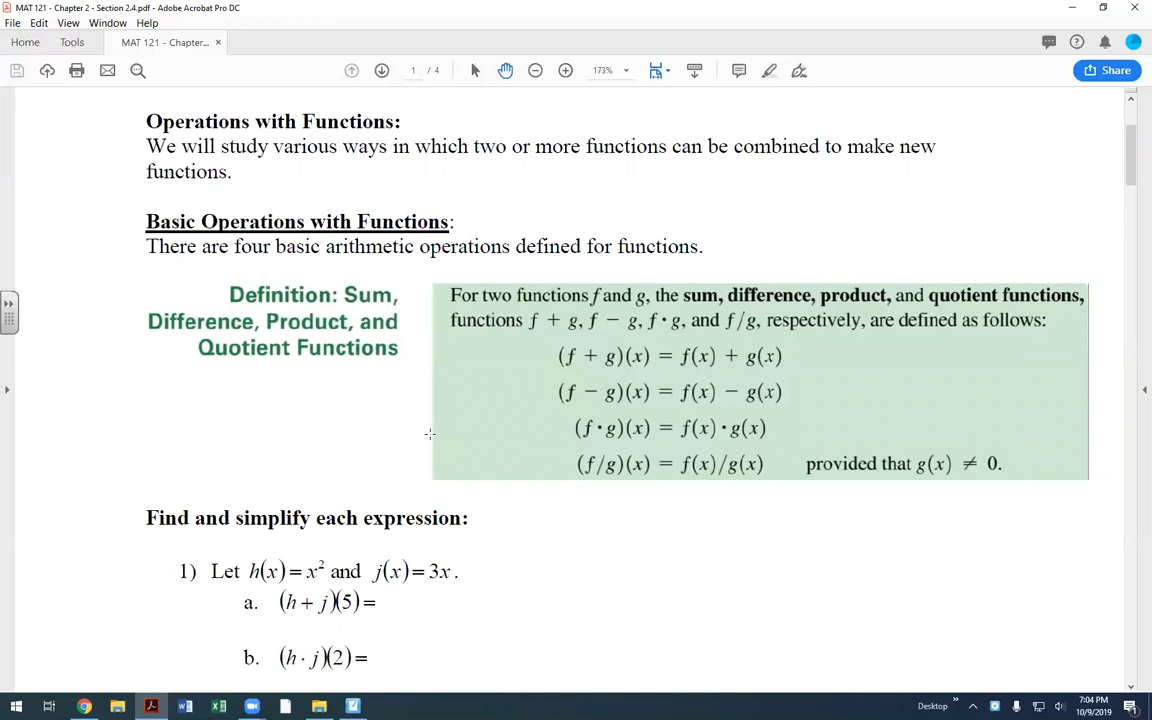 MAT 121 - Chapter 2 - Section 2.4.pdf - Adobe Acrobat Pro DC
File Edit View Window Help
Home Tools MAT 121 - Chapter... ×
1 / 4 173% Share
Operations with Functions:
We will study various ways in which two or more functions can be combined to make new
functions.
Basic Operations with Functions:
There are four basic arithmetic operations defined for functions.
Definition: Sum,
Difference, Product, and
Quotient Functions
For two functions f and g, the sum, difference, product, and quotient functions,
functions f + g, f − g, f · g, and f/g, respectively, are defined as follows:
(f + g)(x) = f(x) + g(x)
(f − g)(x) = f(x) − g(x)
(f · g)(x) = f(x) · g(x)
(f/g)(x) = f(x)/g(x) provided that g(x) ≠ 0.
Find and simplify each expression:
1) Let h(x) = x² and j(x) = 3x.
a. (h + j)(5) =
b. (h · j)(2) =
Desktop » 7:04 PM
10/9/2019